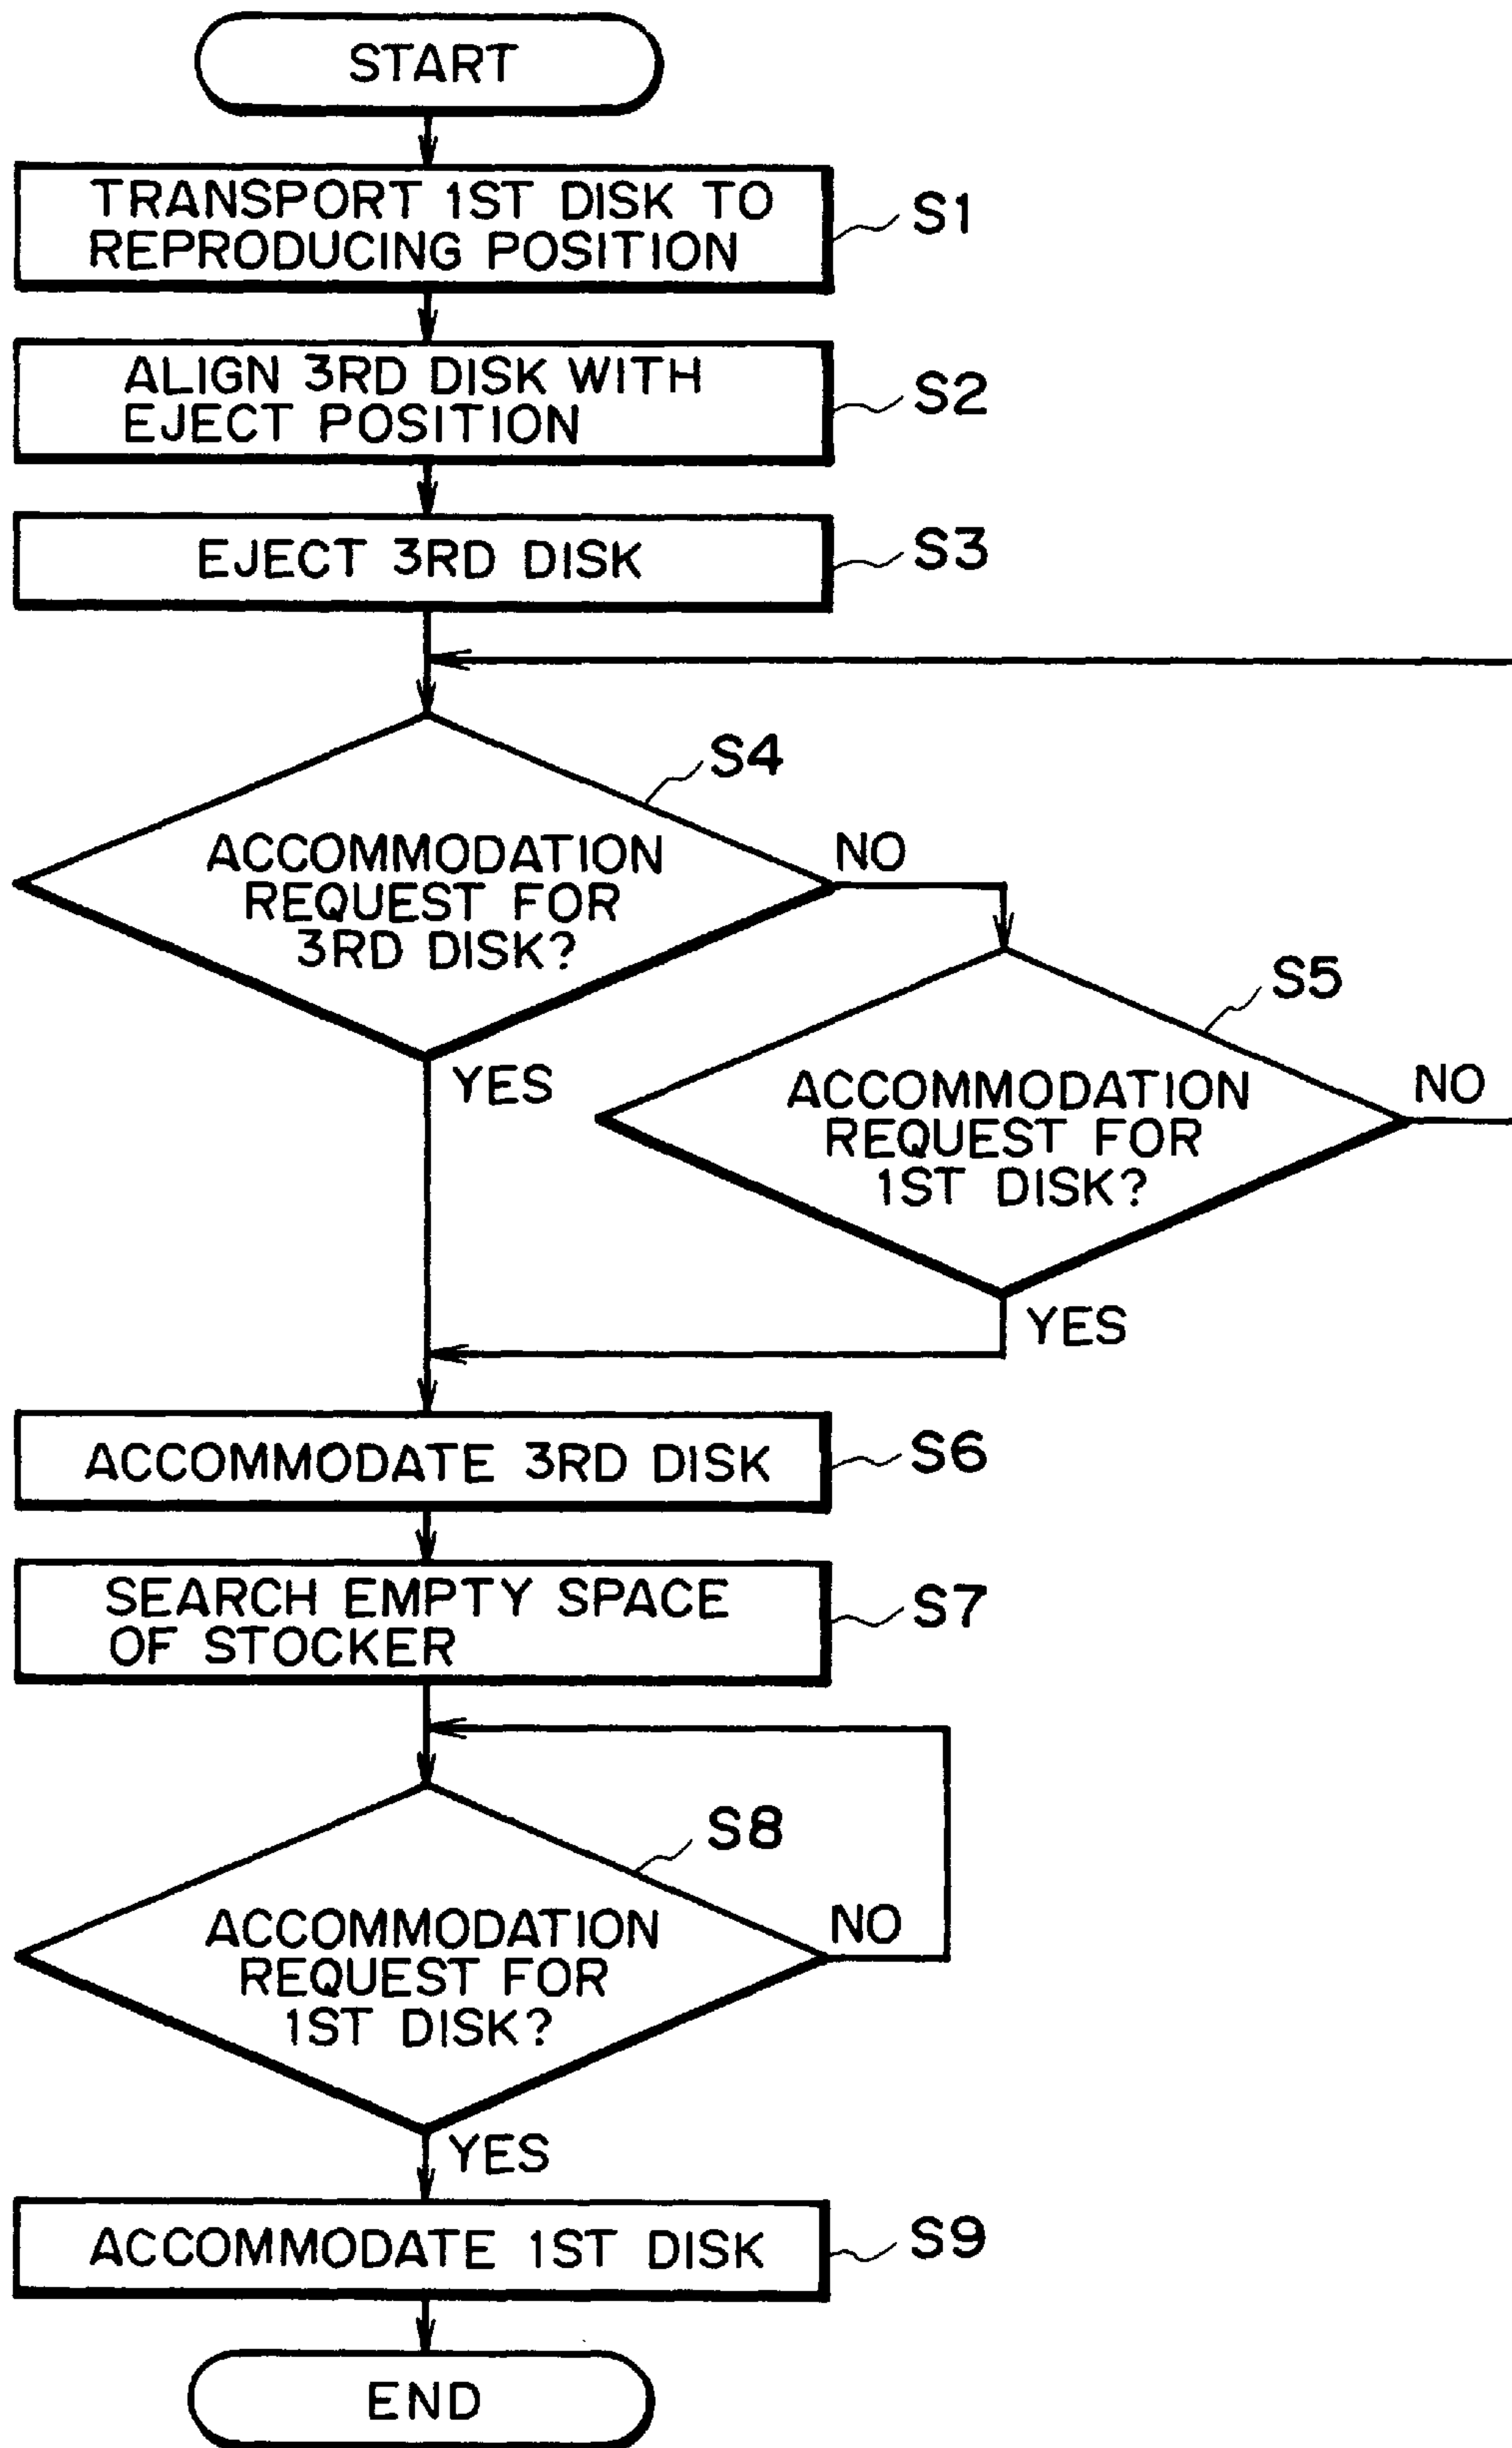 START
TRANSPORT 1ST DISK TO
REPRODUCING POSITION
S1
ALIGN 3RD DISK WITH
EJECT POSITION
S2
EJECT 3RD DISK
S3
S4
ACCOMMODATION
REQUEST FOR
3RD DISK?
NO
YES
S5
ACCOMMODATION
REQUEST FOR
1ST DISK?
NO
YES
ACCOMMODATE 3RD DISK
S6
SEARCH EMPTY SPACE
OF STOCKER
S7
S8
ACCOMMODATION
REQUEST FOR
1ST DISK?
NO
YES
ACCOMMODATE 1ST DISK
S9
END